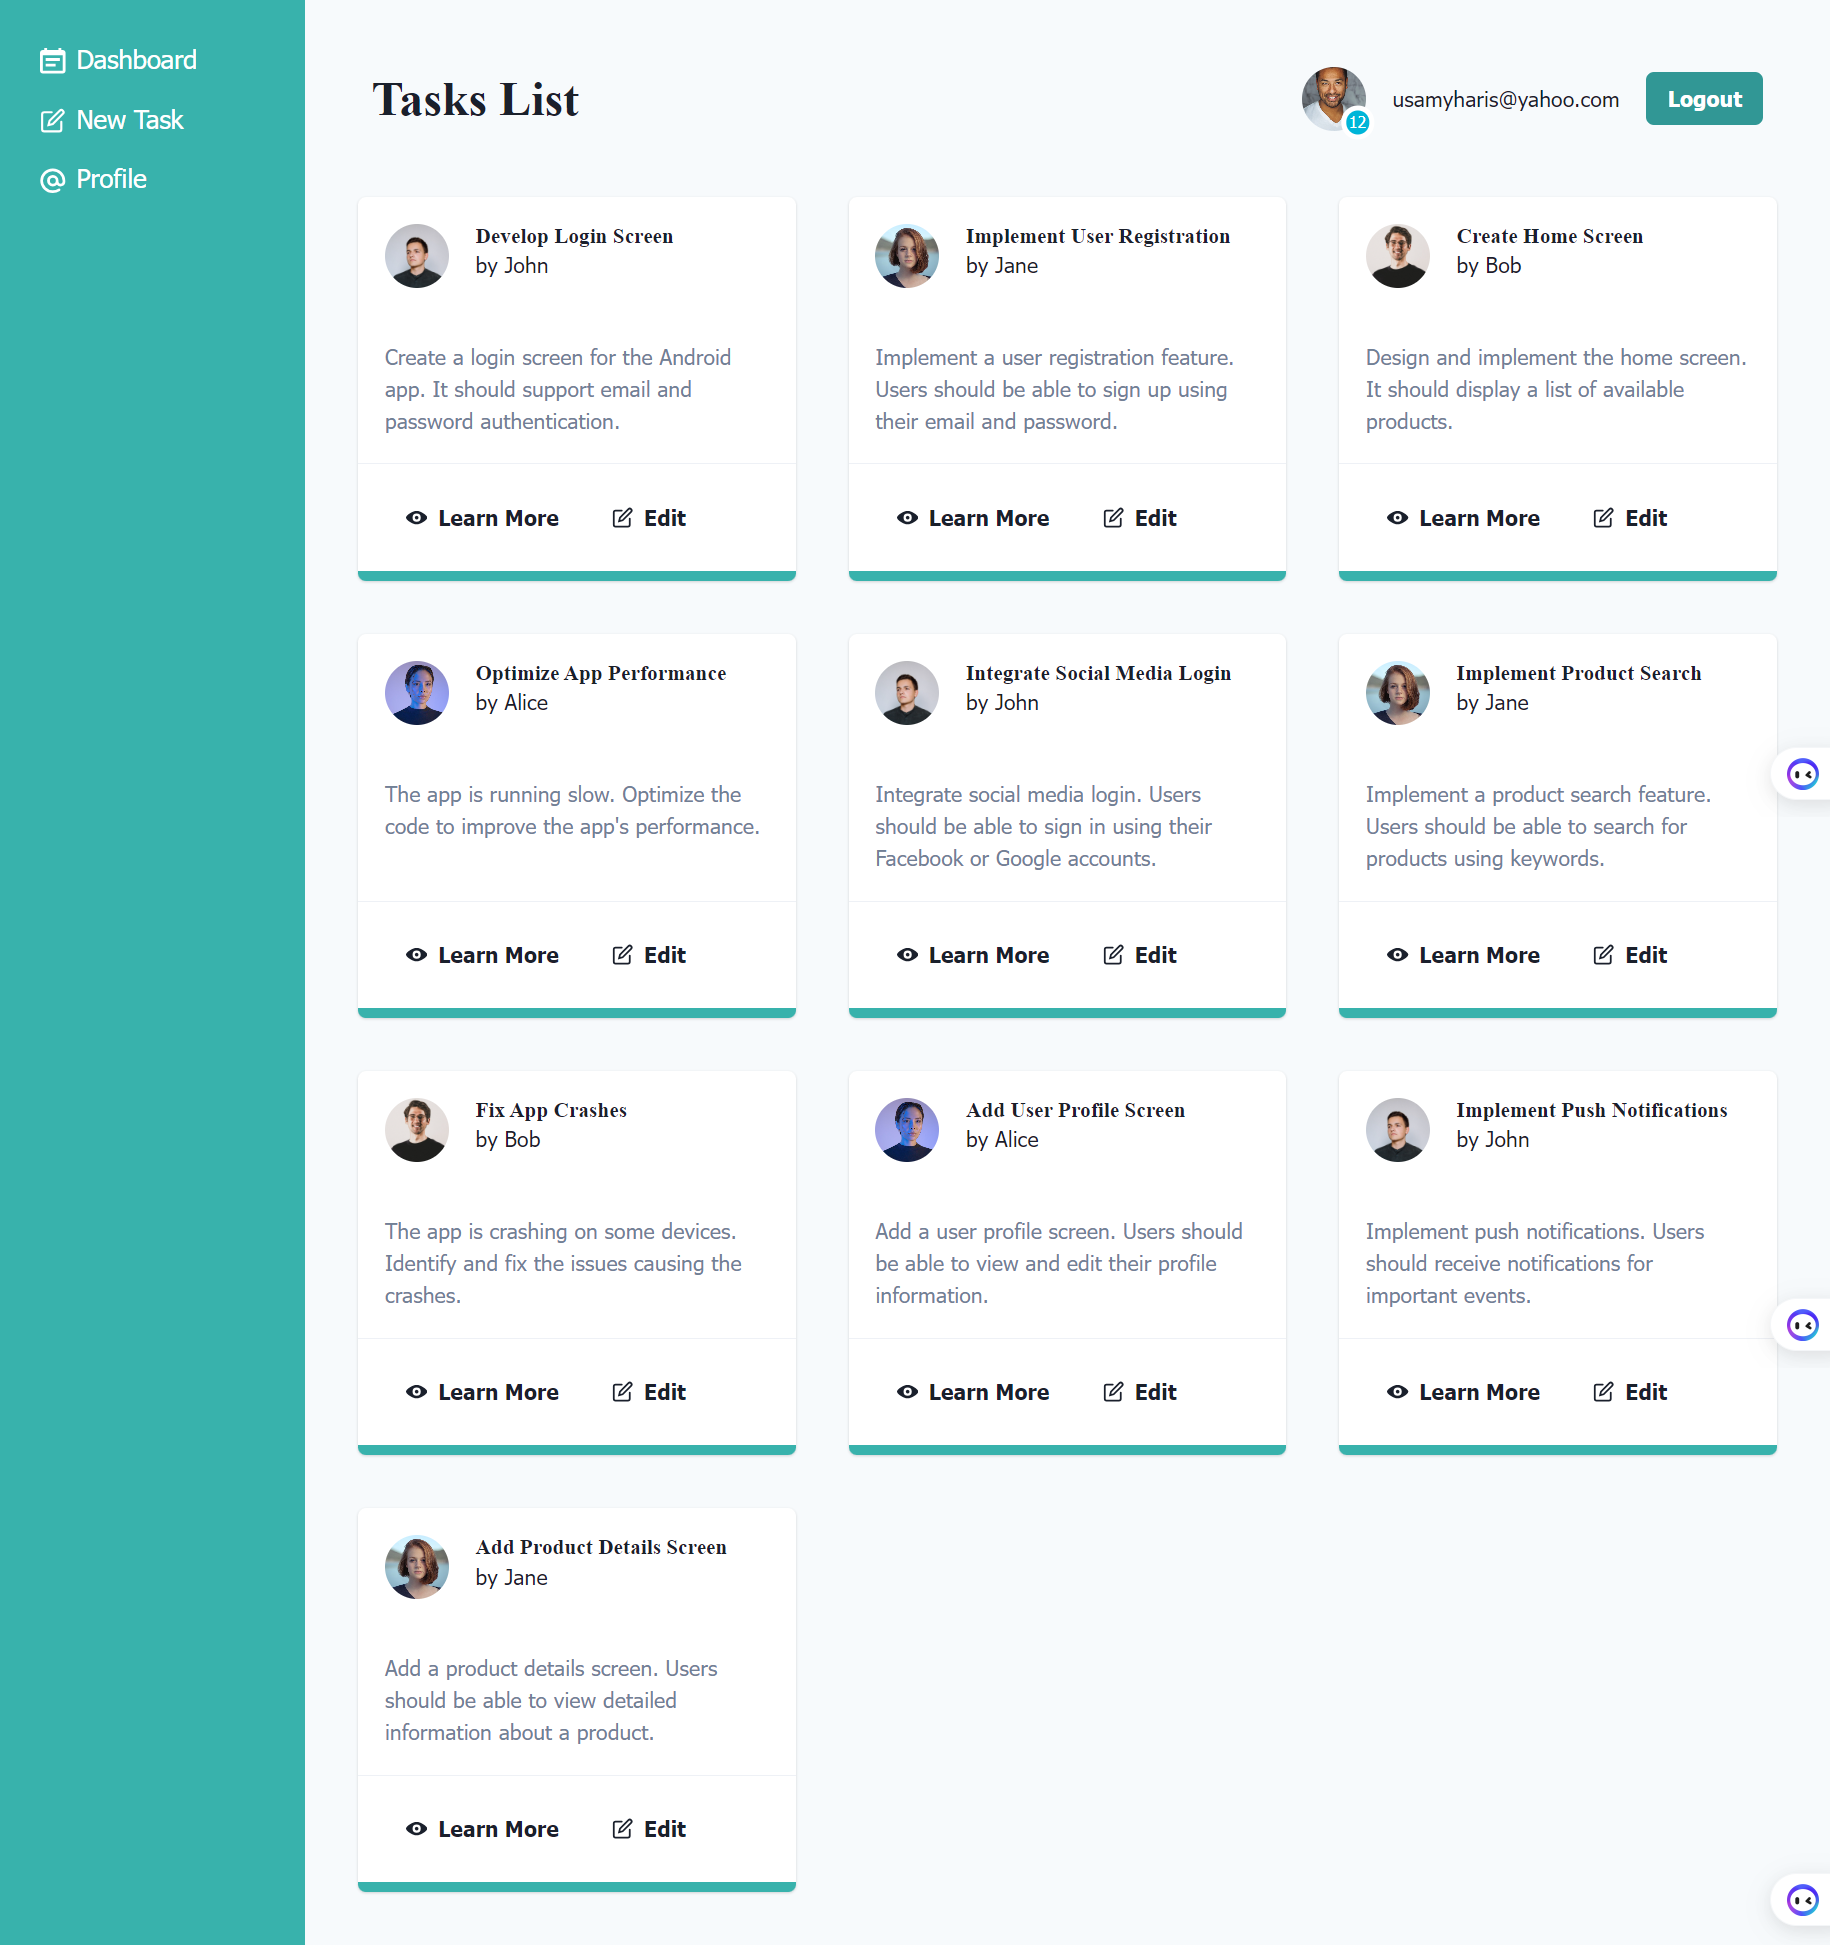 Dashboard
New Task
Profile
Tasks List
12
usamyharis@yahoo.com
Logout
Develop Login Screen
by John
Create a login screen for the Android
app. It should support email and
password authentication.
Learn More
Edit
Implement User Registration
by Jane
Implement a user registration feature.
Users should be able to sign up using
their email and password.
Learn More
Edit
Create Home Screen
by Bob
Design and implement the home screen.
It should display a list of available
products.
Learn More
Edit
Optimize App Performance
by Alice
The app is running slow. Optimize the
code to improve the app's performance.
Learn More
Edit
Integrate Social Media Login
by John
Integrate social media login. Users
should be able to sign in using their
Facebook or Google accounts.
Learn More
Edit
Implement Product Search
by Jane
Implement a product search feature.
Users should be able to search for
products using keywords.
Learn More
Edit
Fix App Crashes
by Bob
The app is crashing on some devices.
Identify and fix the issues causing the
crashes.
Learn More
Edit
Add User Profile Screen
by Alice
Add a user profile screen. Users should
be able to view and edit their profile
information.
Learn More
Edit
Implement Push Notifications
by John
Implement push notifications. Users
should receive notifications for
important events.
Learn More
Edit
Add Product Details Screen
by Jane
Add a product details screen. Users
should be able to view detailed
information about a product.
Learn More
Edit